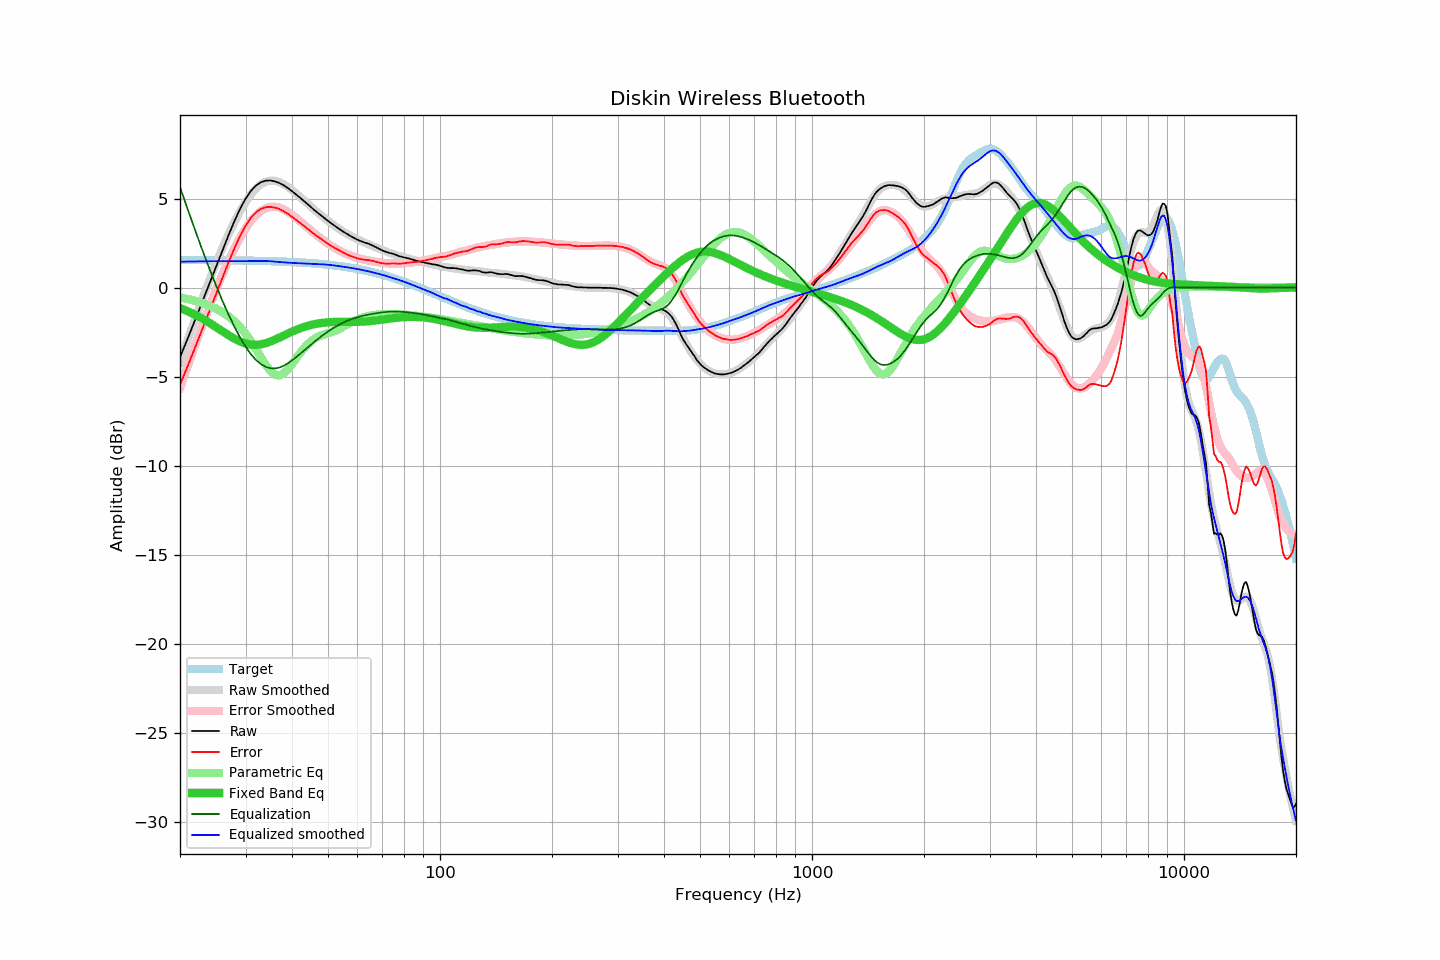 Diskin Wireless Bluetooth
Amplitude (dBr)
5
0
−5
−10
−15
−20
−25
−30
Target
Raw Smoothed
Error Smoothed
Raw
Error
Parametric Eq
Fixed Band Eq
Equalization
Equalized smoothed
100
1000
10000
Frequency (Hz)